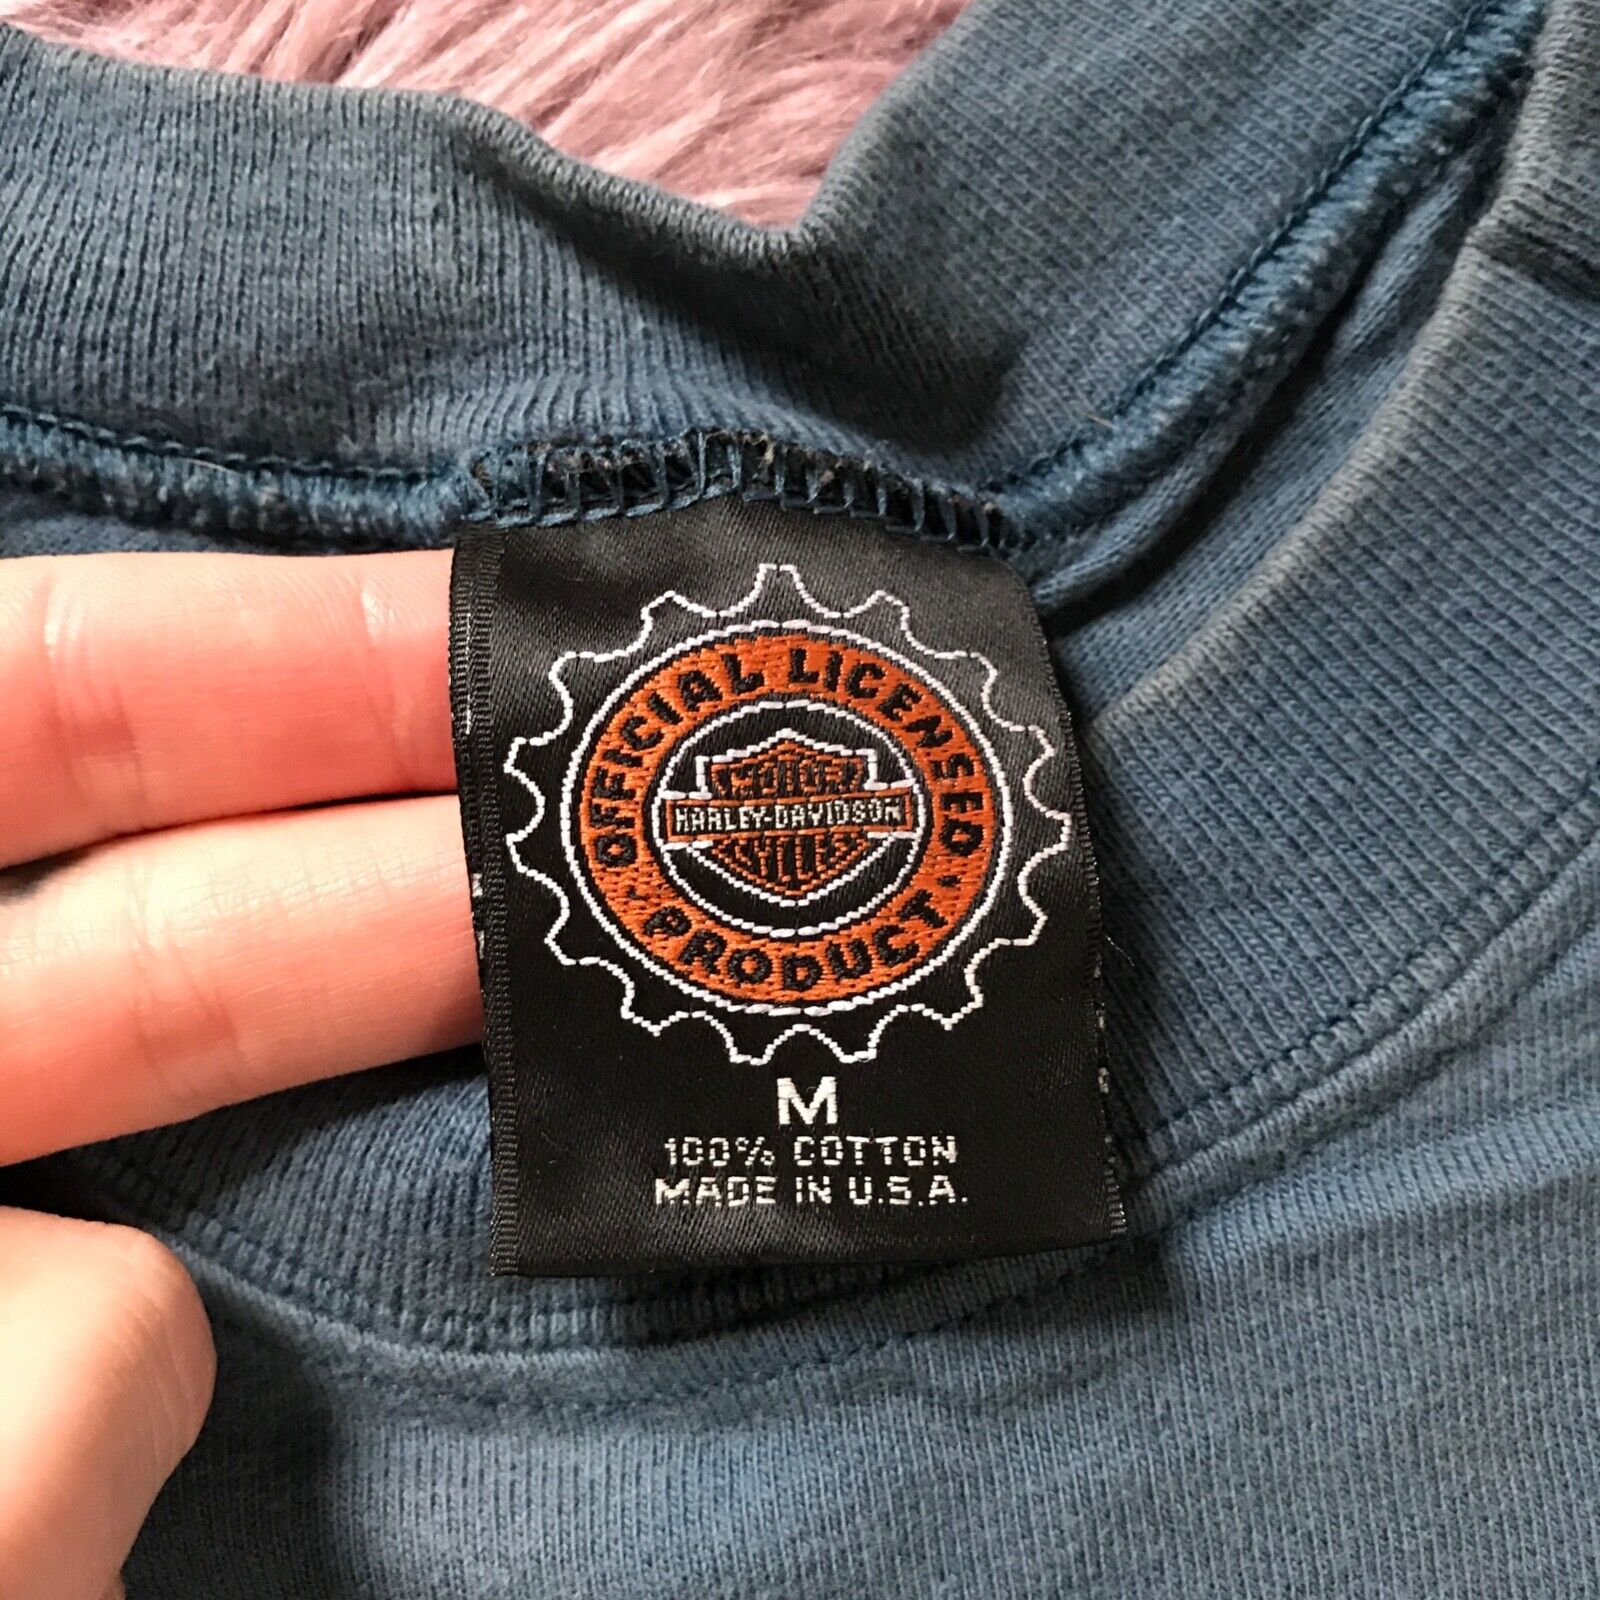 OFFICIAL LICENSED
HARLEY-DAVIDSON
PRODUCT
M
100% COTTON
MADE IN U.S.A.